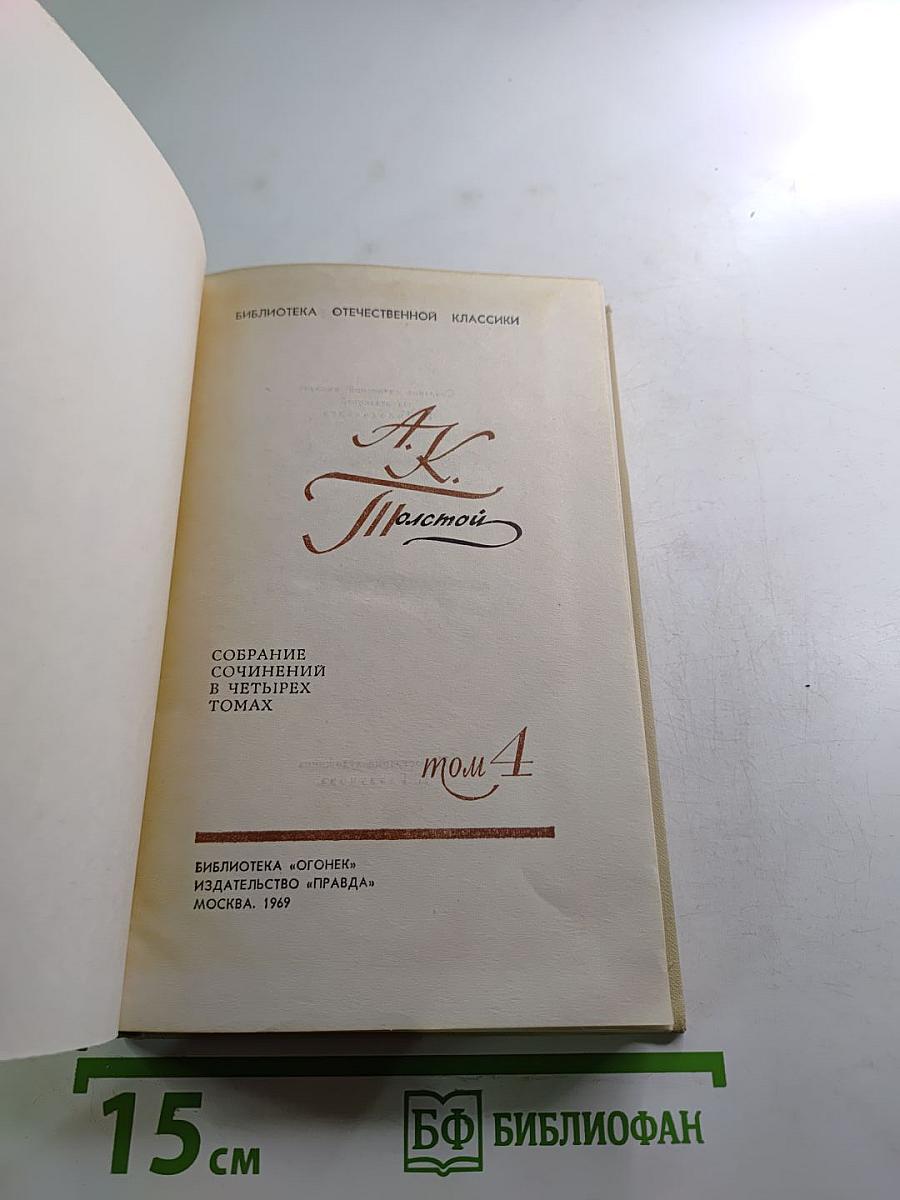 БИБЛИОТЕКА ОТЕЧЕСТВЕННОЙ КЛАССИКИ
А.
К.
Толстой
СОБРАНИЕ
СОЧИНЕНИЙ
В ЧЕТЫРЕХ
ТОМАХ
том 4
БИБЛИОТЕКА «ОГОНЕК»
ИЗДАТЕЛЬСТВО «ПРАВДА»
МОСКВА. 1969
15 см
БФ БИБЛИОФАН